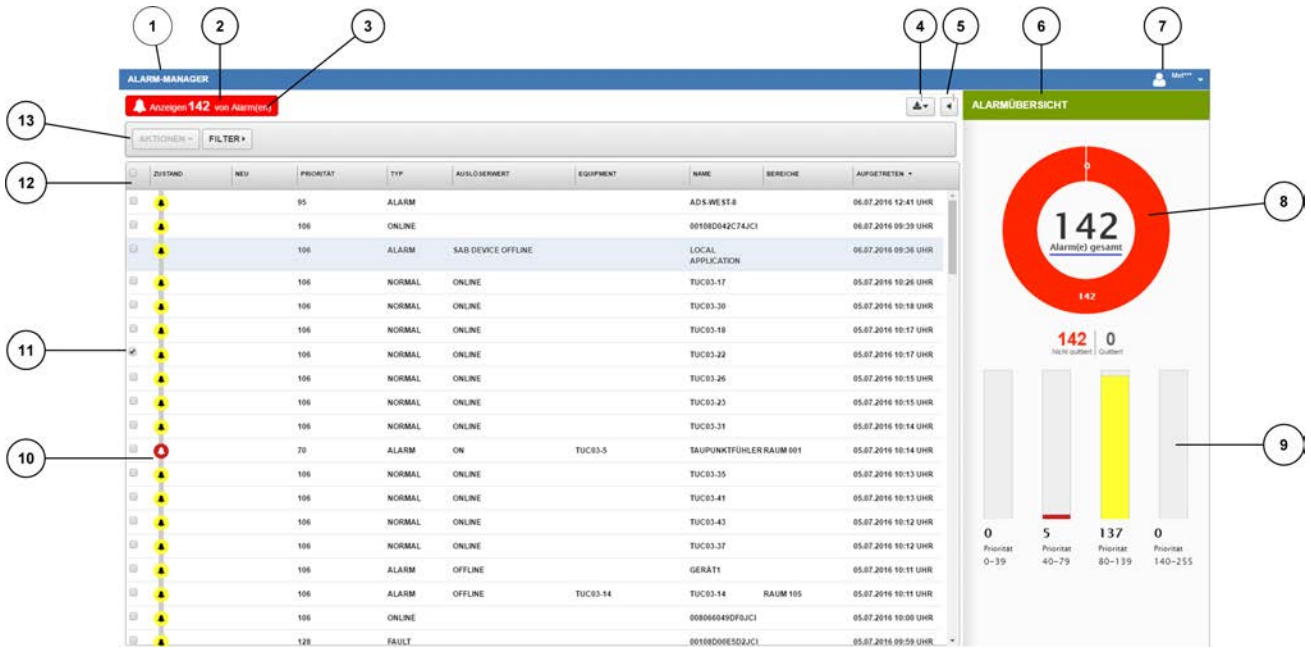 1 2 3 4 5 6 7
ALARM-MANAGER
Met***
Anzeigen 142 von Alarm(en)
ALARMÜBERSICHT
13
AKTIONEN FILTER
12
ZUSTAND NEU PRIORITÄT TYP AUSLÖSERWERT EQUIPMENT NAME BEREICHE AUFGETRETEN
95 ALARM ADS-WEST-8 06.07.2016 12:41 UHR
106 ONLINE 00108D042C74JCI 06.07.2016 09:39 UHR
106 ALARM SAB DEVICE OFFLINE LOCAL APPLICATION 06.07.2016 09:36 UHR
106 NORMAL ONLINE TUC03-17 05.07.2016 10:26 UHR
106 NORMAL ONLINE TUC03-30 05.07.2016 10:18 UHR
106 NORMAL ONLINE TUC03-18 05.07.2016 10:17 UHR
11
106 NORMAL ONLINE TUC03-22 05.07.2016 10:17 UHR
106 NORMAL ONLINE TUC03-26 05.07.2016 10:15 UHR
106 NORMAL ONLINE TUC03-23 05.07.2016 10:15 UHR
106 NORMAL ONLINE TUC03-31 05.07.2016 10:14 UHR
10
70 ALARM ON TUC03-5 TAUPUNKTFÜHLER RAUM 001 05.07.2016 10:14 UHR
106 NORMAL ONLINE TUC03-35 05.07.2016 10:13 UHR
106 NORMAL ONLINE TUC03-41 05.07.2016 10:13 UHR
106 NORMAL ONLINE TUC03-43 05.07.2016 10:12 UHR
106 NORMAL ONLINE TUC03-37 05.07.2016 10:12 UHR
106 ALARM OFFLINE GERÄT1 05.07.2016 10:11 UHR
106 ALARM OFFLINE TUC03-14 TUC03-14 RAUM 105 05.07.2016 10:11 UHR
106 ONLINE 008066049DF0JCI 05.07.2016 10:00 UHR
128 FAULT 00108D00E5D2JCI 05.07.2016 09:59 UHR
0
142
Alarm(e) gesamt
142
8
142 0
Nicht quittiert Quittiert
9
0 5 137 0
Priorität Priorität Priorität Priorität
0–39 40–79 80–139 140–255